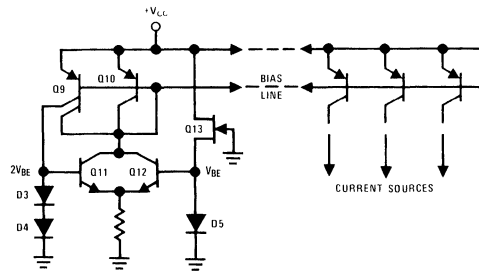 +VCC
Q9
Q10
BIAS
LINE
Q13
2VBE
Q11
Q12
VBE
D3
D4
D5
CURRENT SOURCES